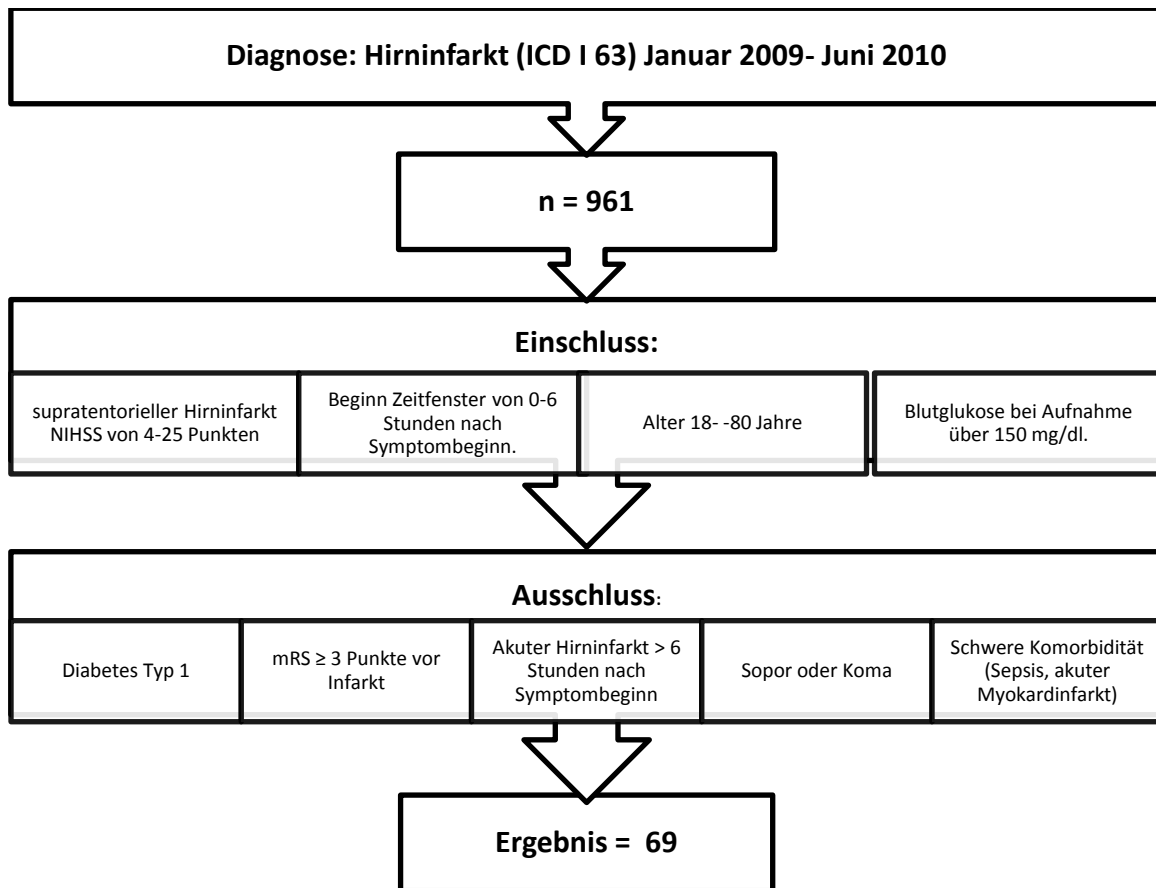 Diagnose: Hirninfarkt (ICD I 63) Januar 2009- Juni 2010
n = 961
Einschluss:
supratentorieller Hirninfarkt
NIHSS von 4-25 Punkten
Beginn Zeitfenster von 0-6
Stunden nach
Symptombeginn.
Alter 18- -80 Jahre
Blutglukose bei Aufnahme
über 150 mg/dl.
Ausschluss:
Diabetes Typ 1
mRS ≥ 3 Punkte vor
Infarkt
Akuter Hirninfarkt > 6
Stunden nach
Symptombeginn
Sopor oder Koma
Schwere Komorbidität
(Sepsis, akuter
Myokardinfarkt)
Ergebnis = 69